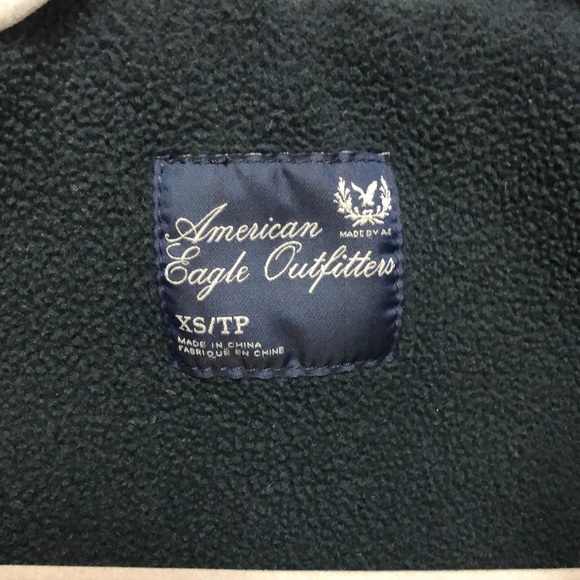 MADE BY AE
American
Eagle Outfitters
XS/TP
MADE IN CHINA
FABRIQUE EN CHINE